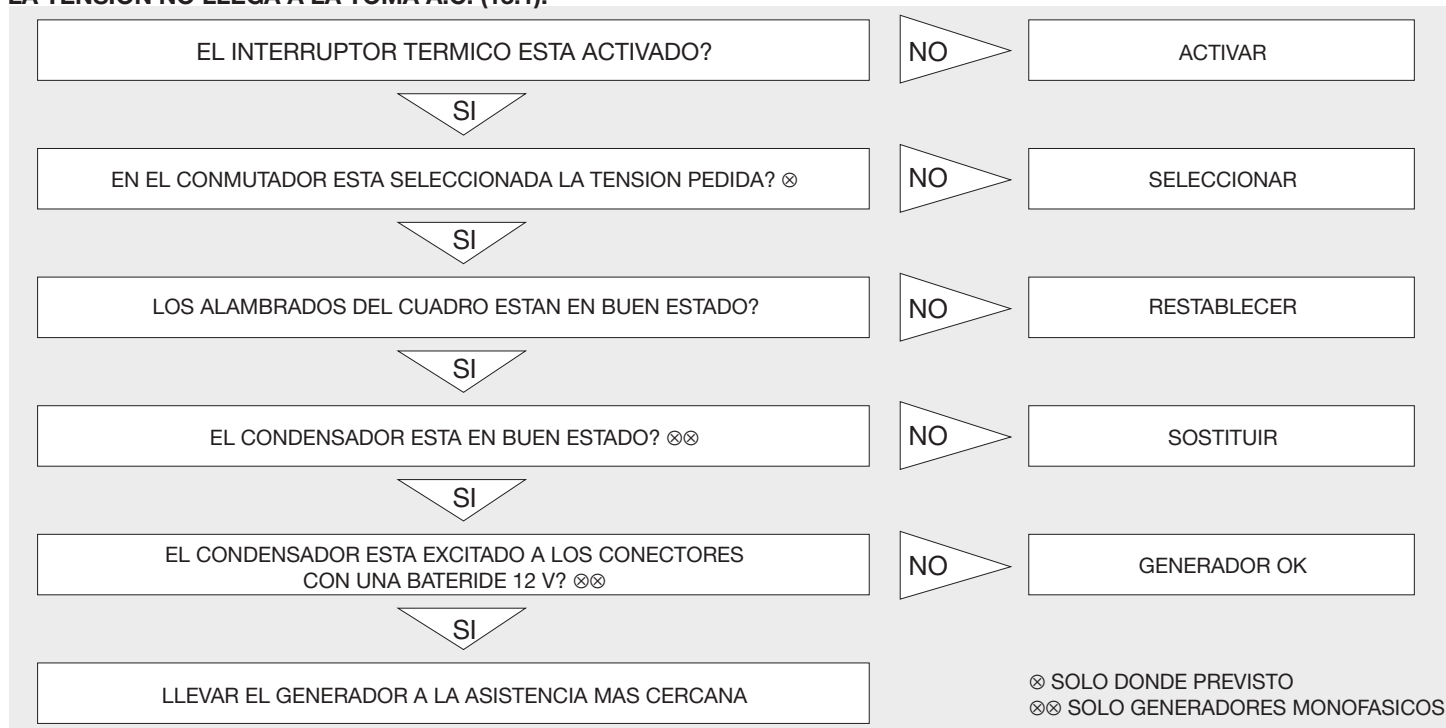 LA TENSION NO LLEGA A LA TOMA A.C. (16.1).
EL INTERRUPTOR TERMICO ESTA ACTIVADO?
NO
ACTIVAR
SI
EN EL CONMUTADOR ESTA SELECCIONADA LA TENSION PEDIDA? ⊗
NO
SELECCIONAR
SI
LOS ALAMBRADOS DEL CUADRO ESTAN EN BUEN ESTADO?
NO
RESTABLECER
SI
EL CONDENSADOR ESTA EN BUEN ESTADO? ⊗⊗
NO
SOSTITUIR
SI
EL CONDENSADOR ESTA EXCITADO A LOS CONECTORES
CON UNA BATERIDE 12 V? ⊗⊗
NO
GENERADOR OK
SI
LLEVAR EL GENERADOR A LA ASISTENCIA MAS CERCANA
⊗ SOLO DONDE PREVISTO
⊗⊗ SOLO GENERADORES MONOFASICOS